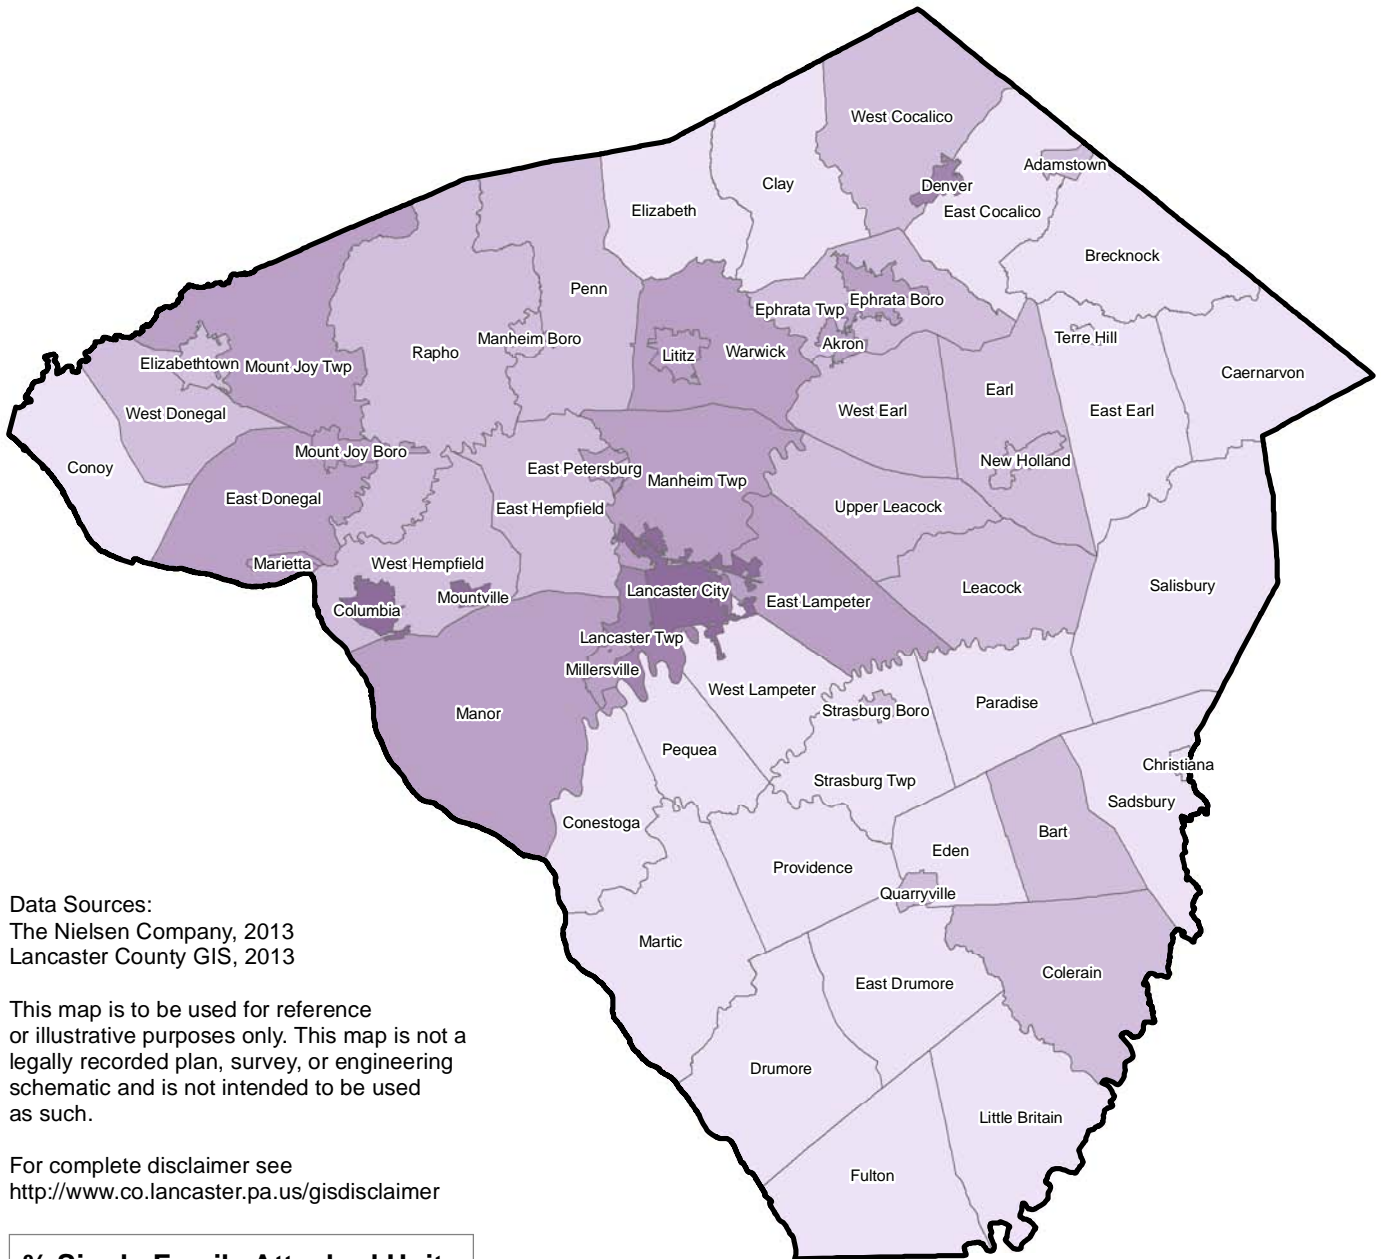 West Cocalico
Adamstown
Clay
Denver
Elizabeth
East Cocalico
Brecknock
Penn
Ephrata Boro
Ephrata Twp
Terre Hill
Manheim Boro
Akron
Rapho
Lititz
Warwick
Elizabethtown
Mount Joy Twp
Caernarvon
Earl
West Donegal
West Earl
East Earl
Mount Joy Boro
New Holland
Conoy
East Petersburg
Manheim Twp
East Donegal
East Hempfield
Upper Leacock
Marietta
West Hempfield
Lancaster City
Leacock
Salisbury
Mountville
East Lampeter
Columbia
Lancaster Twp
Millersville
West Lampeter
Paradise
Strasburg Boro
Manor
Pequea
Christiana
Strasburg Twp
Sadsbury
Conestoga
Bart
Eden
Providence
Quarryville
Martic
Colerain
East Drumore
Drumore
Little Britain
Fulton
Data Sources:
The Nielsen Company, 2013
Lancaster County GIS, 2013
This map is to be used for reference
or illustrative purposes only. This map is not a
legally recorded plan, survey, or engineering
schematic and is not intended to be used
as such.
For complete disclaimer see
http://www.co.lancaster.pa.us/gisdisclaimer
% Single Family Attached Unit